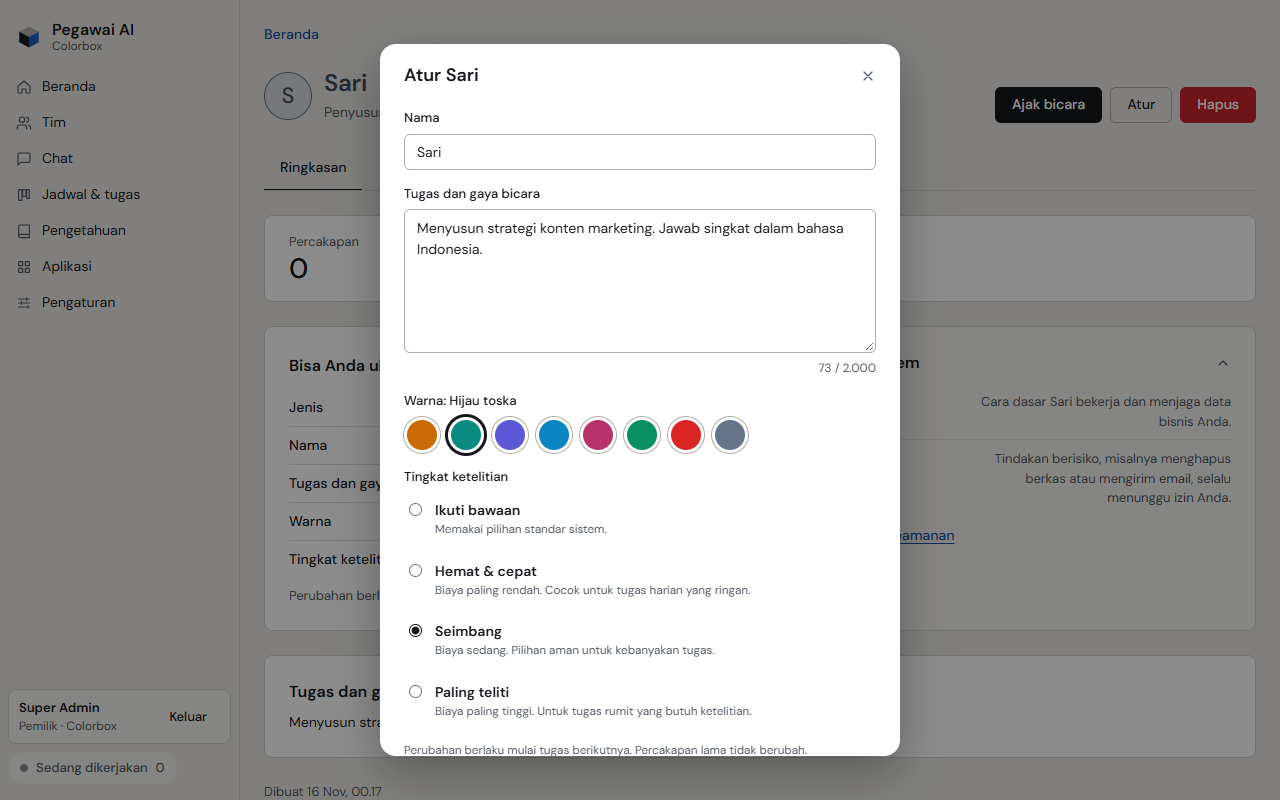 Pegawai AI
Colorbox
Beranda
Tim
Chat
Jadwal & tugas
Pengetahuan
Aplikasi
Pengaturan
Super Admin
Pemilik · Colorbox
Keluar
Sedang dikerjakan 0
Beranda
S
Sari
Ajak bicara
Atur
Hapus
Ringkasan
Percakapan
0
Bisa Anda
Jenis
Nama
Tugas dan
Warna
Tingkat
Perubahan
Cara dasar Sari bekerja dan menjaga data
bisnis Anda.
Tindakan berisiko, misalnya menghapus
berkas atau mengirim email, selalu
menunggu izin Anda.
Tugas dan
Menyusun
Dibuat 16 Nov, 00.17
Atur Sari
Nama
Sari
Tugas dan gaya bicara
Menyusun strategi konten marketing. Jawab singkat dalam bahasa
Indonesia.
73 / 2.000
Warna: Hijau toska
Tingkat ketelitian
Ikuti bawaan
Memakai pilihan standar sistem.
Hemat & cepat
Biaya paling rendah. Cocok untuk tugas harian yang ringan.
Seimbang
Biaya sedang. Pilihan aman untuk kebanyakan tugas.
Paling teliti
Biaya paling tinggi. Untuk tugas rumit yang butuh ketelitian.
Perubahan berlaku mulai tugas berikutnya. Percakapan lama tidak berubah.